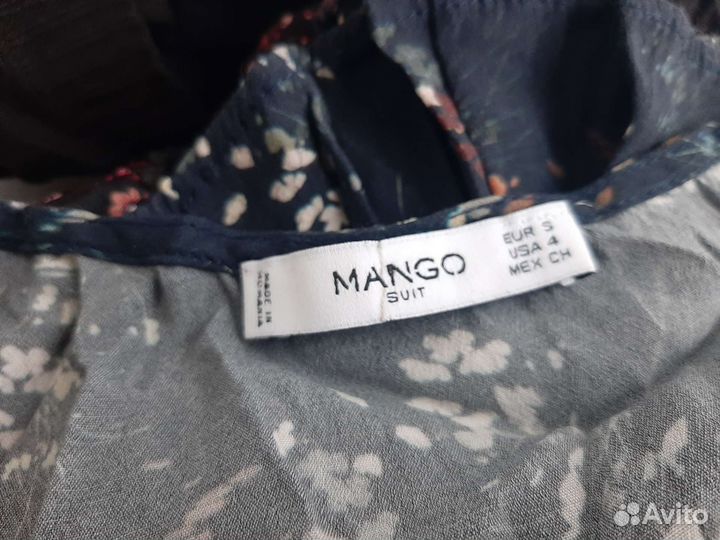 MADE IN
ROMANIA
MANGO
SUIT
EUR S
USA 4
MEX CH
Avito